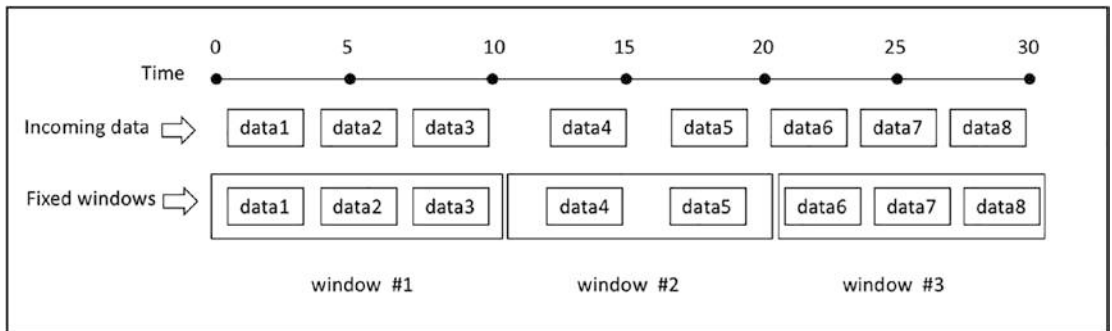 0 5 10 15 20 25 30
Time
Incoming data data1 data2 data3 data4 data5 data6 data7 data8
Fixed windows data1 data2 data3 data4 data5 data6 data7 data8
window #1 window #2 window #3